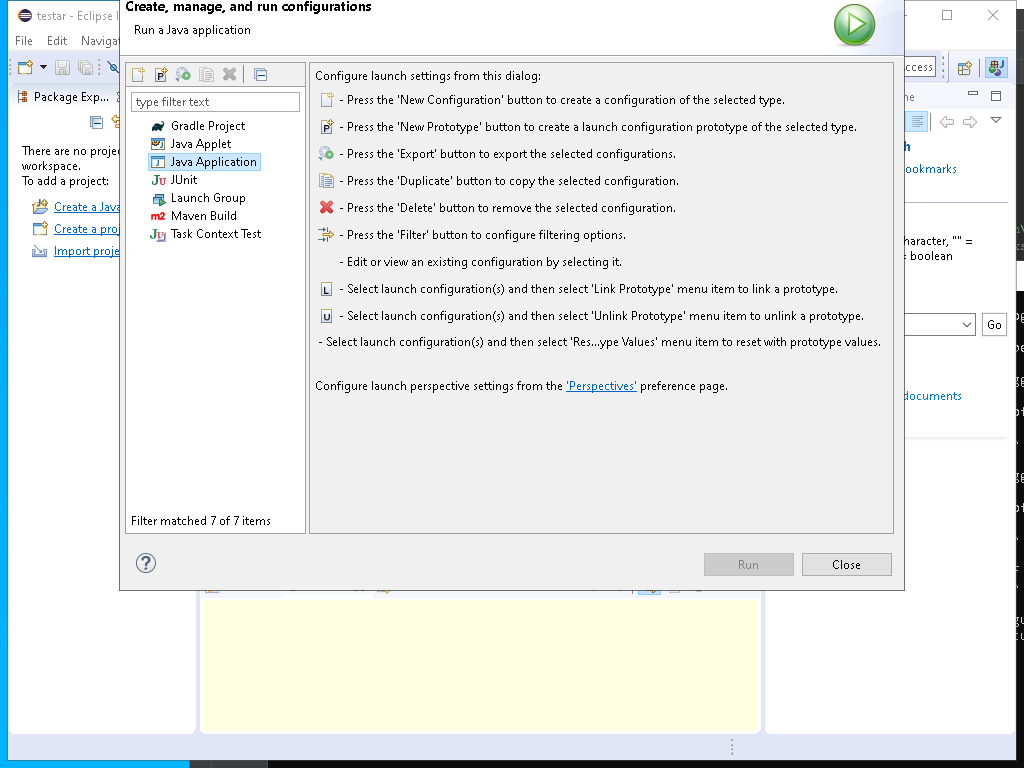 Create, manage, and run configurations
Run a Java application
testar - Eclipse I
File Edit Navigat
Package Exp...
There are no proje
workspace.
To add a project:
Create a Java
Create a proj
Import proje
type filter text
Gradle Project
Java Applet
Java Application
JUnit
Launch Group
Maven Build
Task Context Test
Filter matched 7 of 7 items
Configure launch settings from this dialog:
- Press the 'New Configuration' button to create a configuration of the selected type.
- Press the 'New Prototype' button to create a launch configuration prototype of the selected type.
- Press the 'Export' button to export the selected configurations.
- Press the 'Duplicate' button to copy the selected configuration.
- Press the 'Delete' button to remove the selected configuration.
- Press the 'Filter' button to configure filtering options.
- Edit or view an existing configuration by selecting it.
L - Select launch configuration(s) and then select 'Link Prototype' menu item to link a prototype.
U - Select launch configuration(s) and then select 'Unlink Prototype' menu item to unlink a prototype.
- Select launch configuration(s) and then select 'Res...ype Values' menu item to reset with prototype values.
Configure launch perspective settings from the 'Perspectives' preference page.
Run
Close
ccess
ne
h
ookmarks
haracter, "" =
= boolean
Go
documents